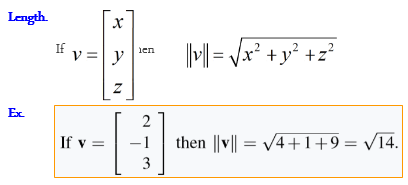 Length.
If v = [x y z] then ‖v‖ = √x² + y² + z²
Ex.
If v = [2 −1 3] then ‖v‖ = √4 + 1 + 9 = √14.